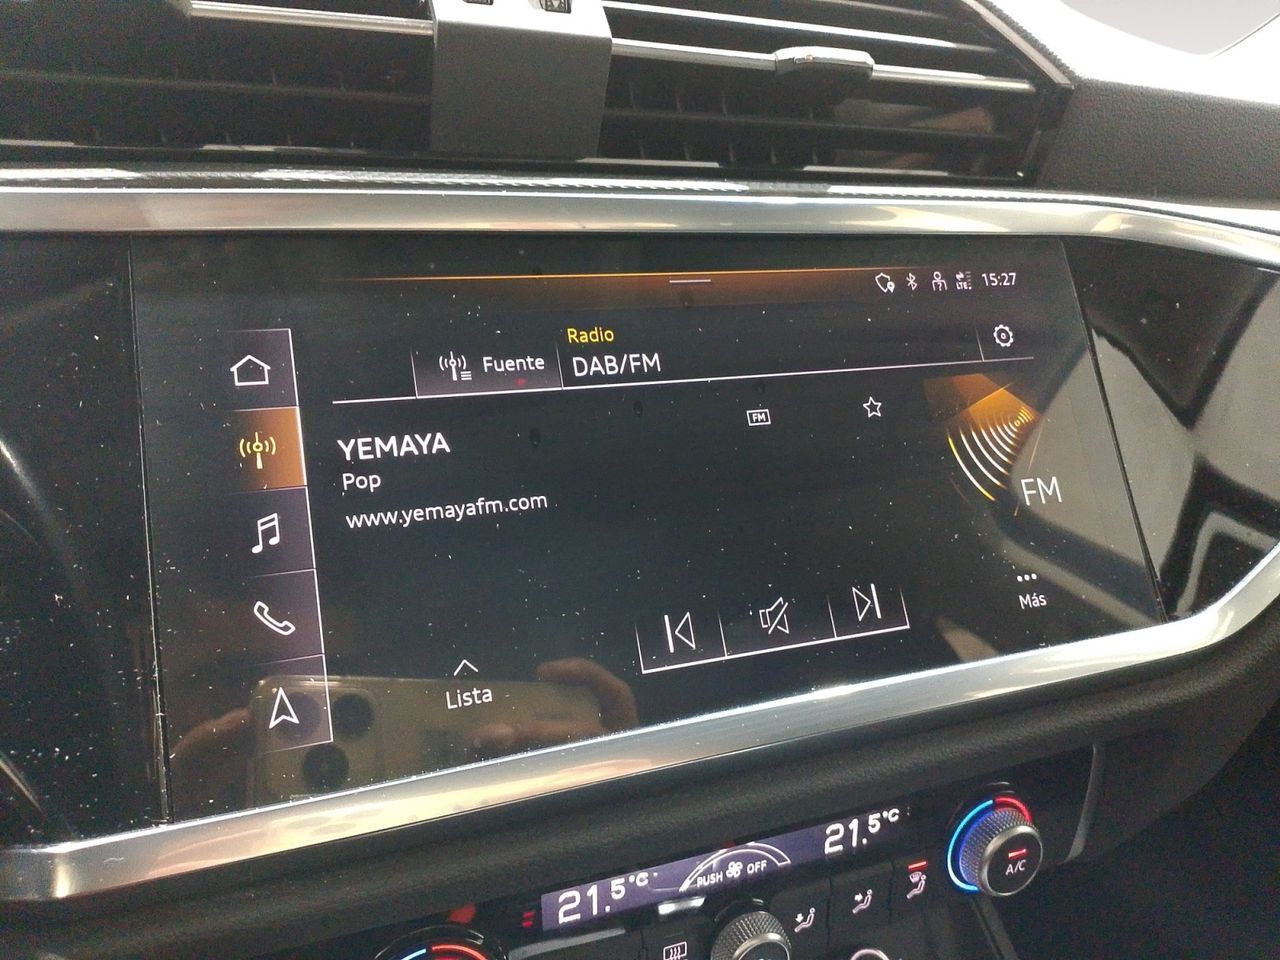 LTE
15:27
Radio
Fuente
DAB/FM
FM
YEMAYA
Pop
www.yemayafm.com
FM
Más
Lista
21.5°C
PUSH OFF
21.5°C
A/C